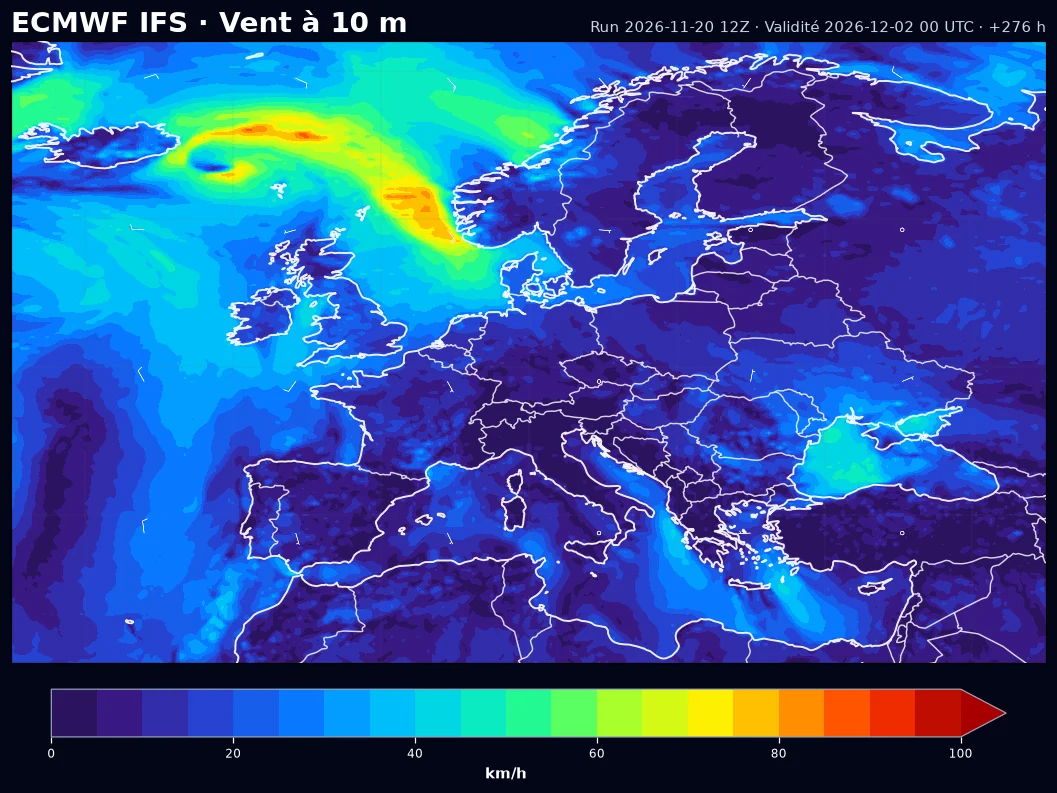 ECMWF IFS · Vent à 10 m
Run 2026-11-20 12Z · Validité 2026-12-02 00 UTC · +276 h
0 20 40 60 80 100
km/h